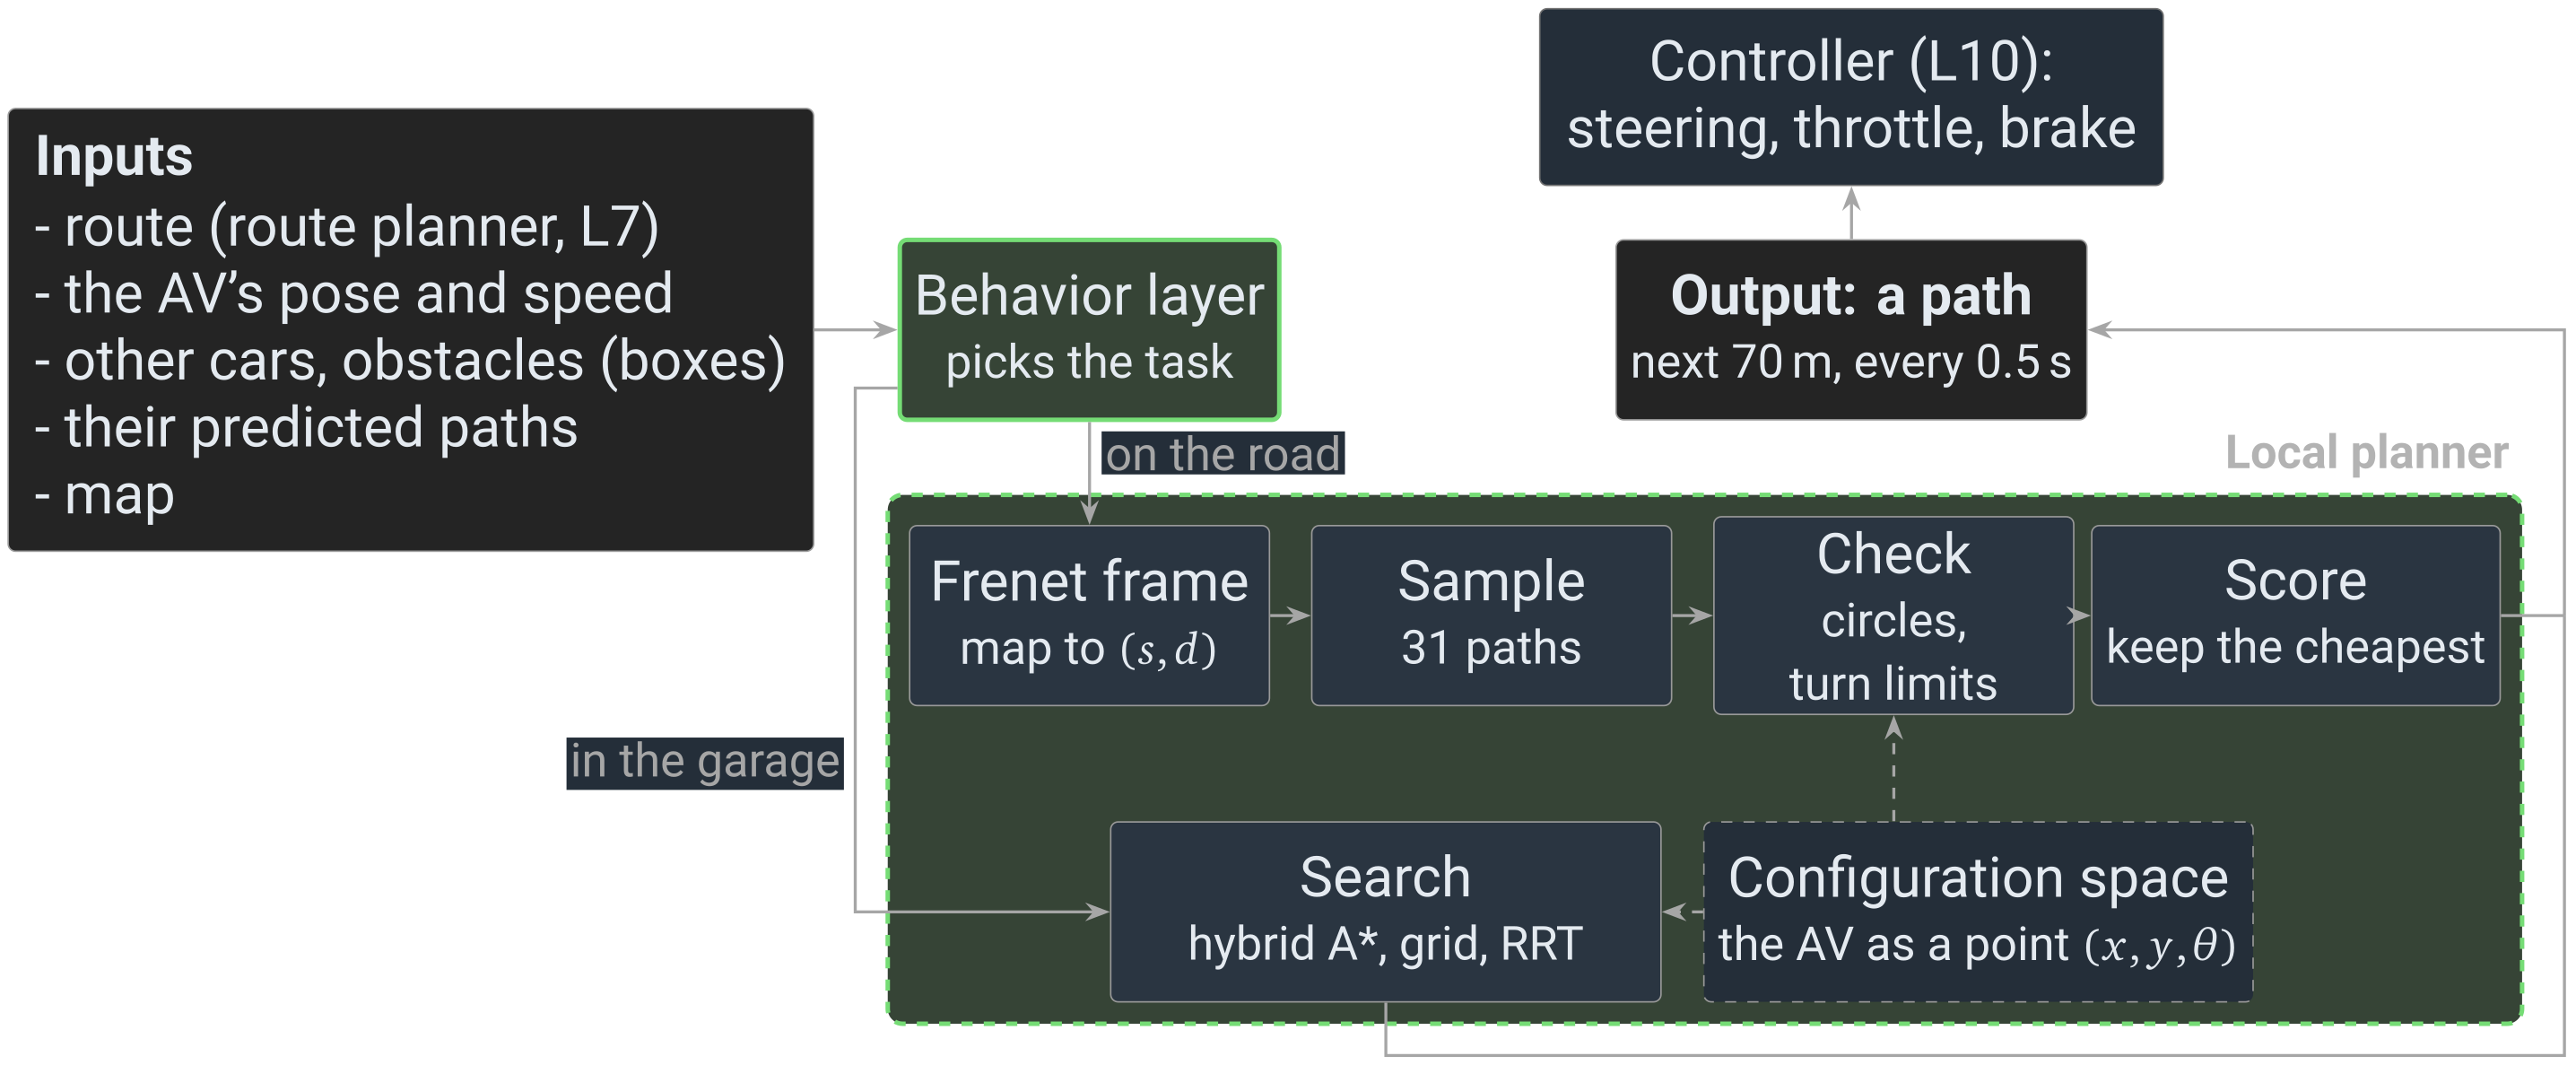 Inputs
- route (route planner, L7)
- the AV’s pose and speed
- other cars, obstacles (boxes)
- their predicted paths
- map
Behavior layer
picks the task
Controller (L10):
steering, throttle, brake
Output: a path
next 70 m, every 0.5 s
on the road
in the garage
Local planner
Frenet frame
map to (s, d)
Sample
31 paths
Check
circles,
turn limits
Score
keep the cheapest
Search
hybrid A*, grid, RRT
Configuration space
the AV as a point (x, y, θ)